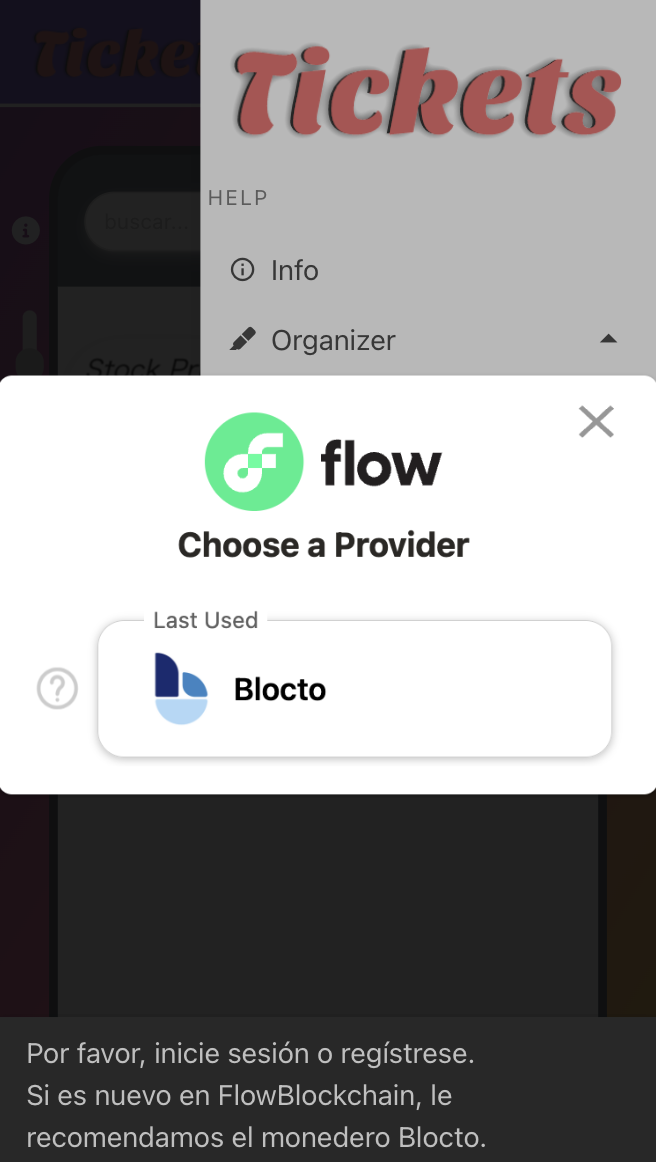 Ticke
Tickets
HELP
buscar...
Info
Organizer
Stock Pr
flow
Choose a Provider
Last Used
Blocto
Por favor, inicie sesión o regístrese.
Si es nuevo en FlowBlockchain, le
recomendamos el monedero Blocto.